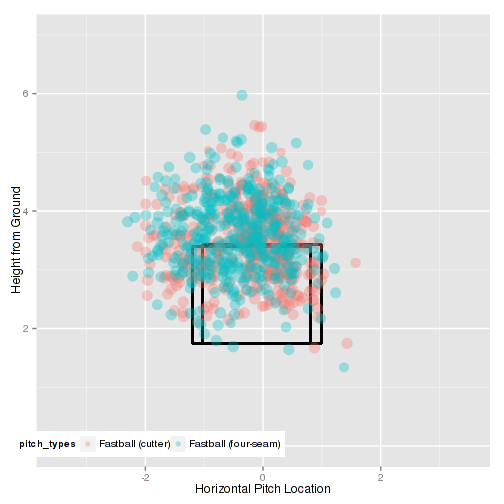 Height from Ground
6
4
2
pitch_types Fastball (cutter) Fastball (four-seam)
-2 0 2
Horizontal Pitch Location